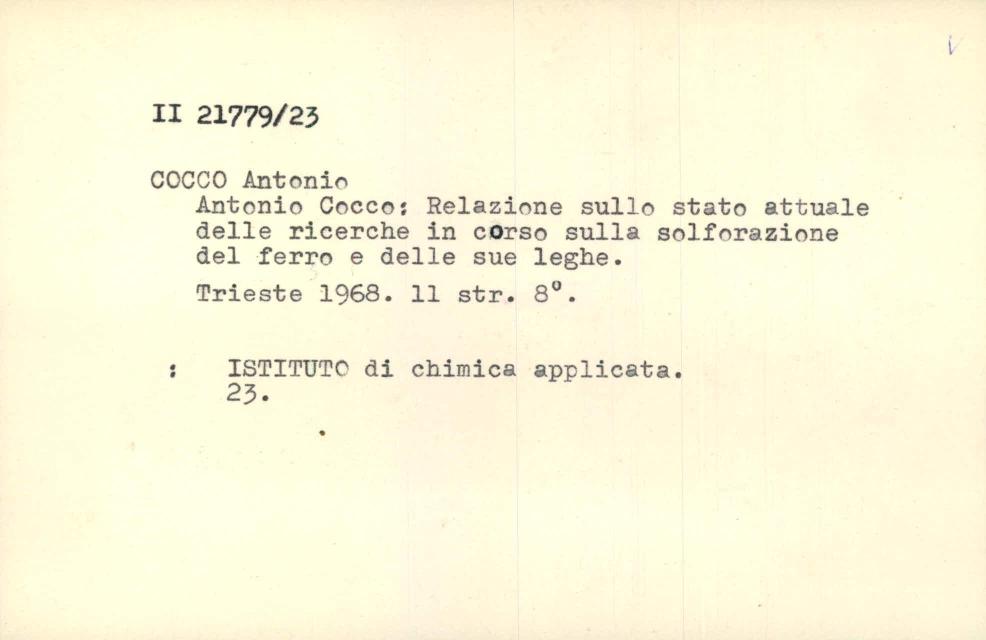 II 21779/23
COCCO Antonio
Antonio Cocco: Relazione sullo stato attuale
delle ricerche in corso sulla solforazione
del ferro e delle sue leghe.
Trieste 1968. 11 str. 8°.
: ISTITUTO di chimica applicata.
23.